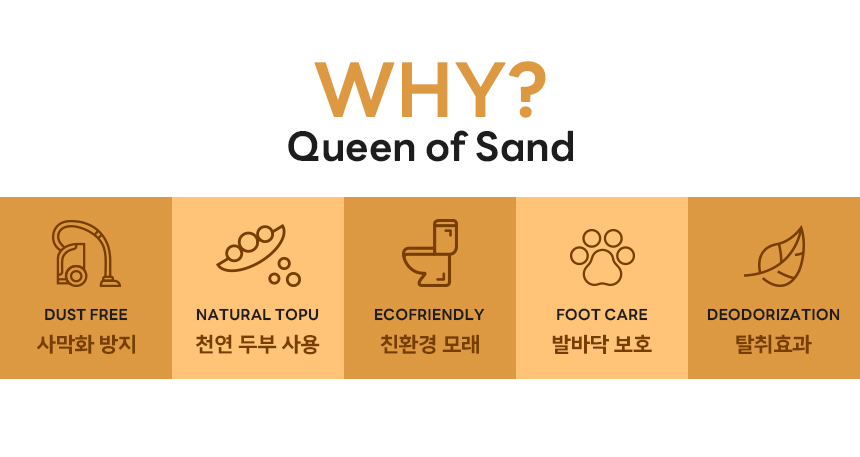 WHY?
Queen of Sand
DUST FREE
사막화 방지
NATURAL TOPU
천연 두부 사용
ECOFRIENDLY
친환경 모래
FOOT CARE
발바닥 보호
DEODORIZATION
탈취효과